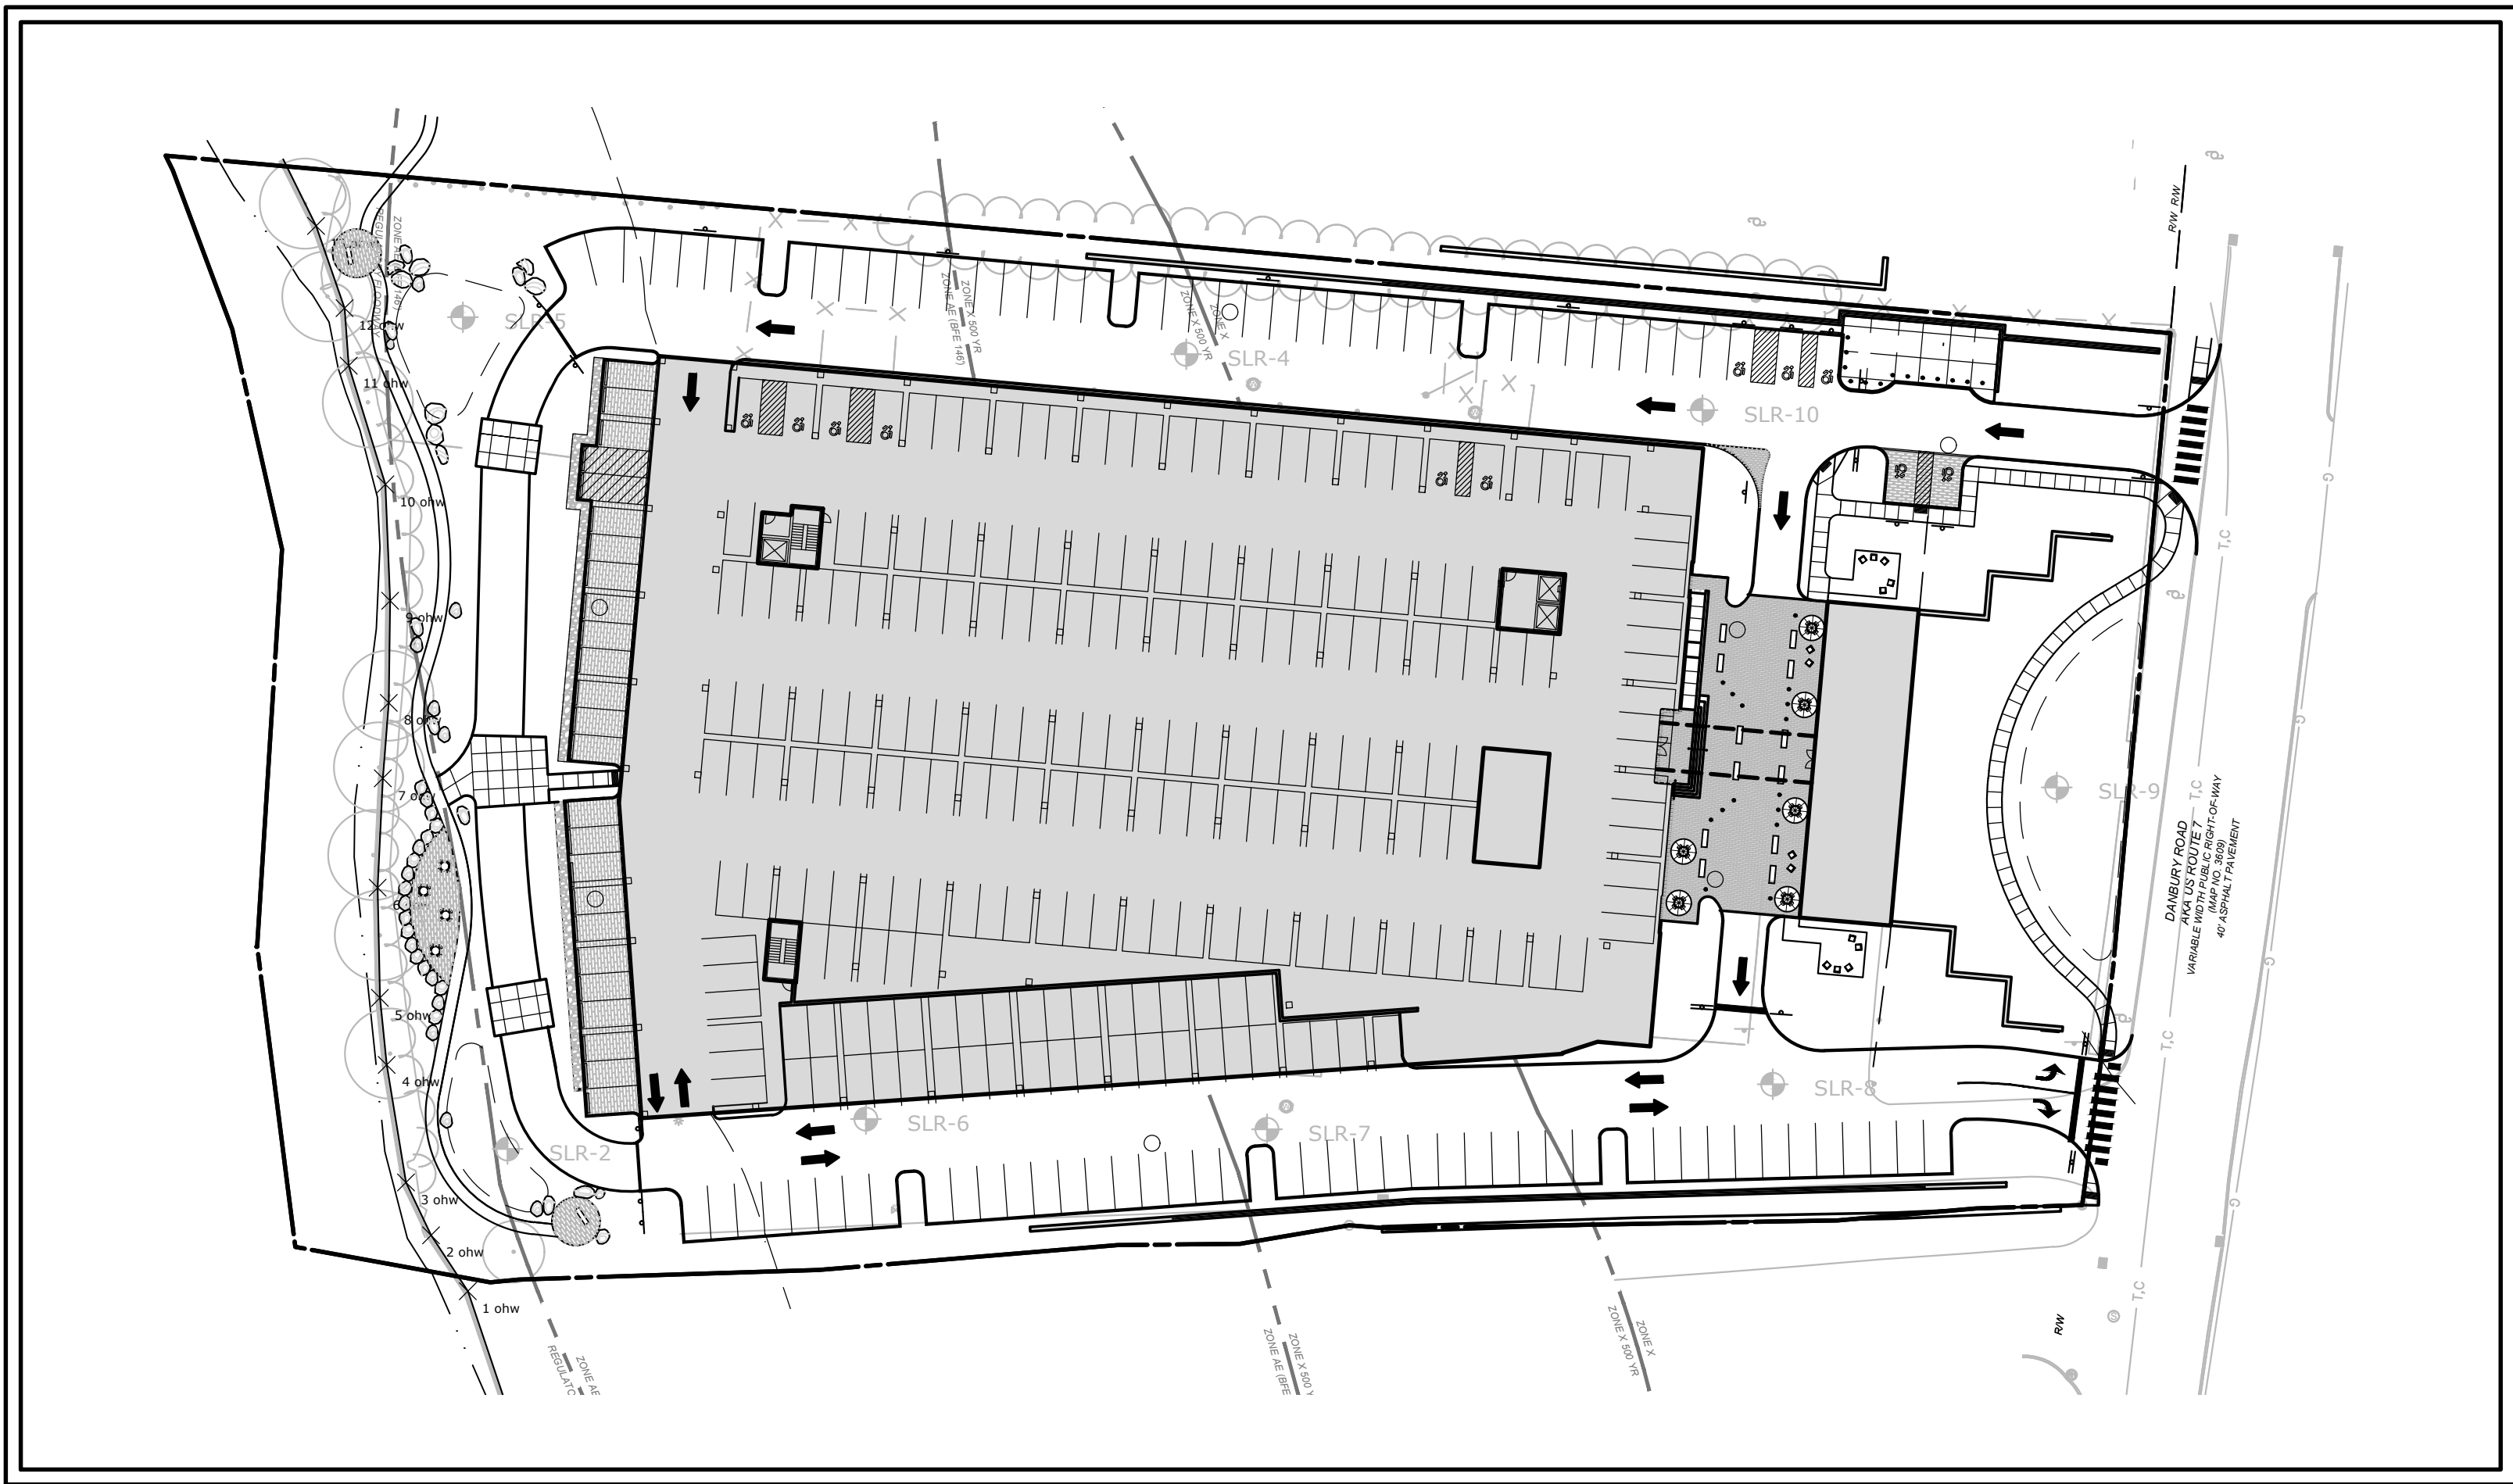 R/W R/W
ZONE X 500 YR
ZONE AE (BFE 146')
ZONE X
ZONE X 500 YR
SLR-5
SLR-4
SLR-10
12 ohw
11 ohw
10 ohw
9 ohw
8 ohw
7 ohw
6
5 ohw
4 ohw
3 ohw
2 ohw
1 ohw
G
T,C
SLR-9
T,C
G
DANBURY ROAD
AKA US ROUTE 7
VARIABLE WIDTH PUBLIC RIGHT-OF-WAY
(MAP NO. 3609)
40' ASPHALT PAVEMENT
G
T,C
SLR-8
SLR-6
SLR-7
SLR-2
G
T,C
R/W
ZONE X
ZONE X 500 YR
ZONE X 500 Y
ZONE AE (BFE
ZONE AE
REGULATO